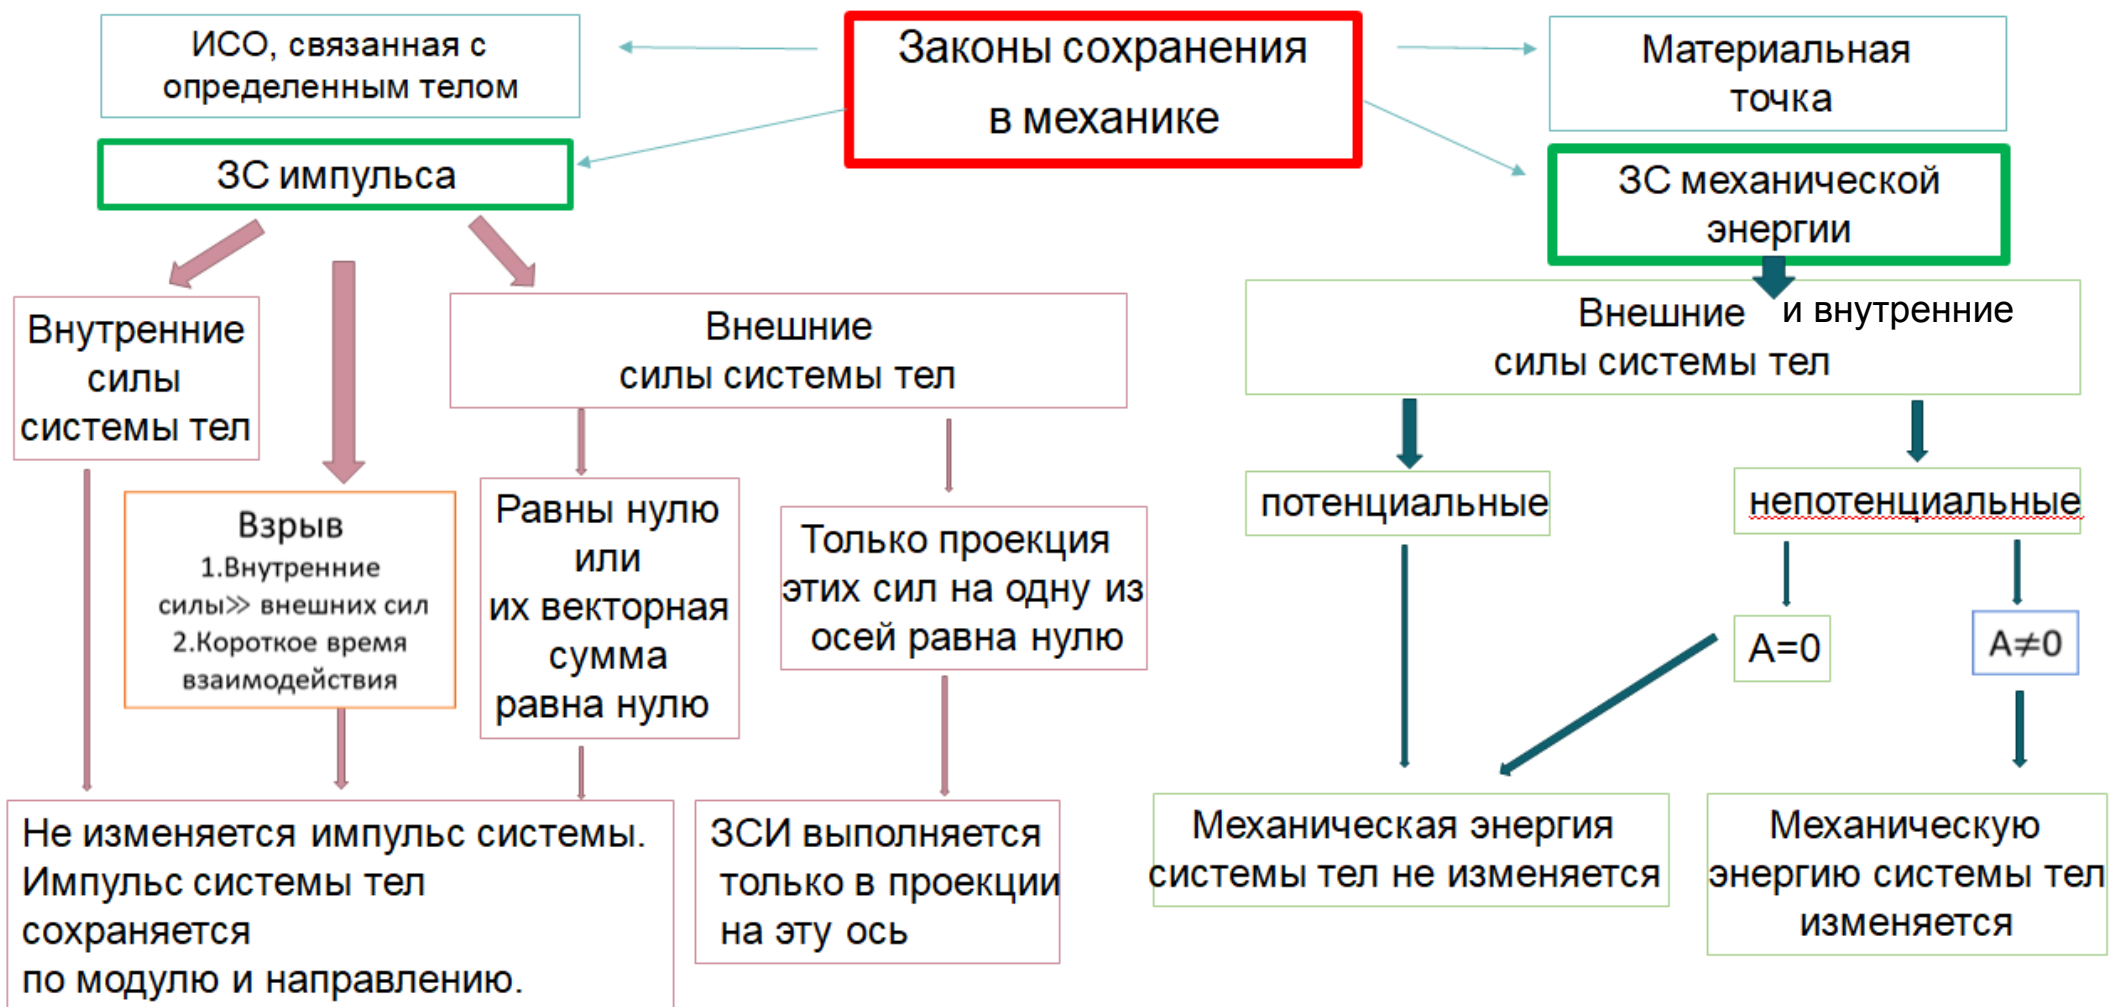 ИСО, связанная с
определенным телом
Законы сохранения
в механике
Материальная
точка
ЗС импульса
ЗС механической
энергии
Внутренние
силы
системы тел
Внешние
силы системы тел
Внешние и внутренние
силы системы тел
Взрыв
1.Внутренние
силы≫ внешних сил
2.Короткое время
взаимодействия
Равны нулю
или
их векторная
сумма
равна нулю
Только проекция
этих сил на одну из
осей равна нулю
потенциальные
непотенциальные
А=0
А≠0
Не изменяется импульс системы.
Импульс системы тел
сохраняется
по модулю и направлению.
ЗСИ выполняется
только в проекции
на эту ось
Механическая энергия
системы тел не изменяется
Механическую
энергию системы тел
изменяется